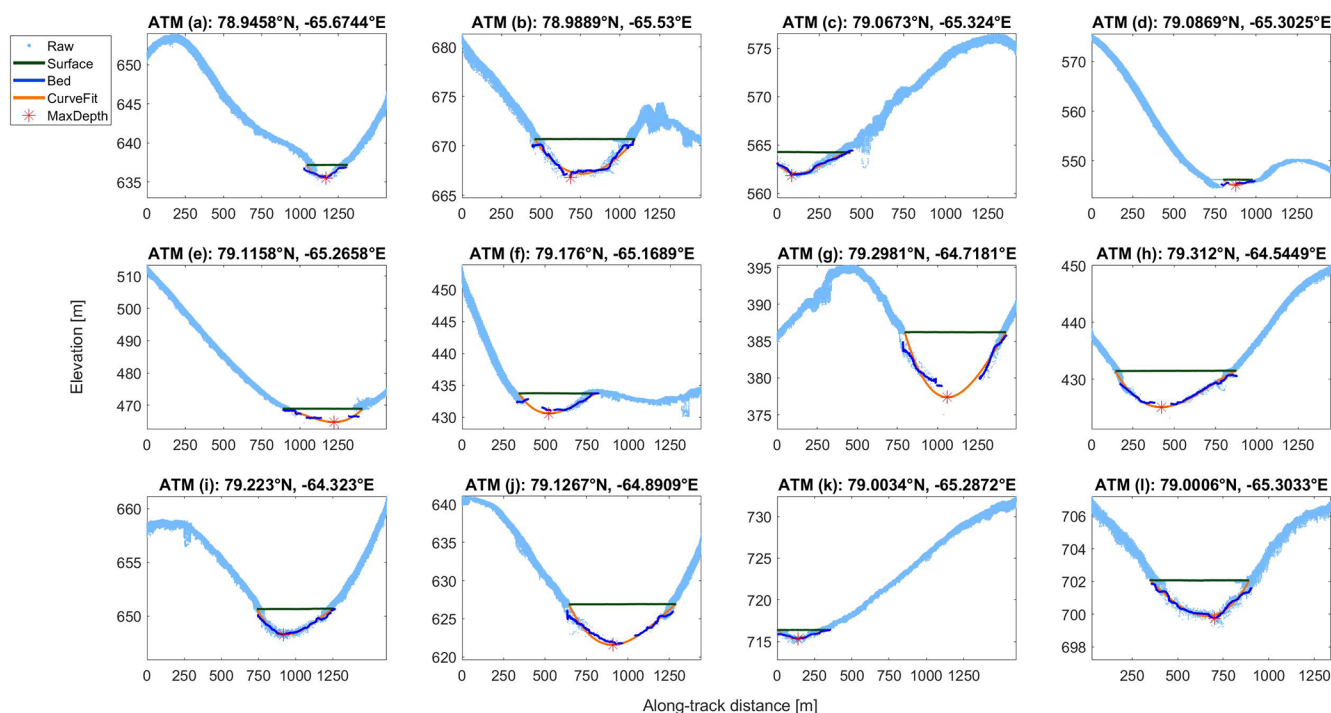 ATM (a): 78.9458°N, -65.6744°E
ATM (b): 78.9889°N, -65.53°E
ATM (c): 79.0673°N, -65.324°E
ATM (d): 79.0869°N, -65.3025°E
Raw
Surface
Bed
CurveFit
MaxDepth
650
645
640
635
0 250 500 750 1000 1250
680
675
670
665
0 250 500 750 1000 1250
575
570
565
560
0 250 500 750 1000 1250
570
560
550
0 250 500 750 1000 1250
ATM (e): 79.1158°N, -65.2658°E
ATM (f): 79.176°N, -65.1689°E
ATM (g): 79.2981°N, -64.7181°E
ATM (h): 79.312°N, -64.5449°E
Elevation [m]
510
500
490
480
470
0 250 500 750 1000 1250
450
445
440
435
430
0 250 500 750 1000 1250
395
390
385
380
375
0 250 500 750 1000 1250
450
440
430
0 250 500 750 1000 1250
ATM (i): 79.223°N, -64.323°E
ATM (j): 79.1267°N, -64.8909°E
ATM (k): 79.0034°N, -65.2872°E
ATM (l): 79.0006°N, -65.3033°E
660
655
650
0 250 500 750 1000 1250
640
635
630
625
620
0 250 500 750 1000 1250
730
725
720
715
0 250 500 750 1000 1250
706
704
702
700
698
250 500 750 1000 1250
Along-track distance [m]